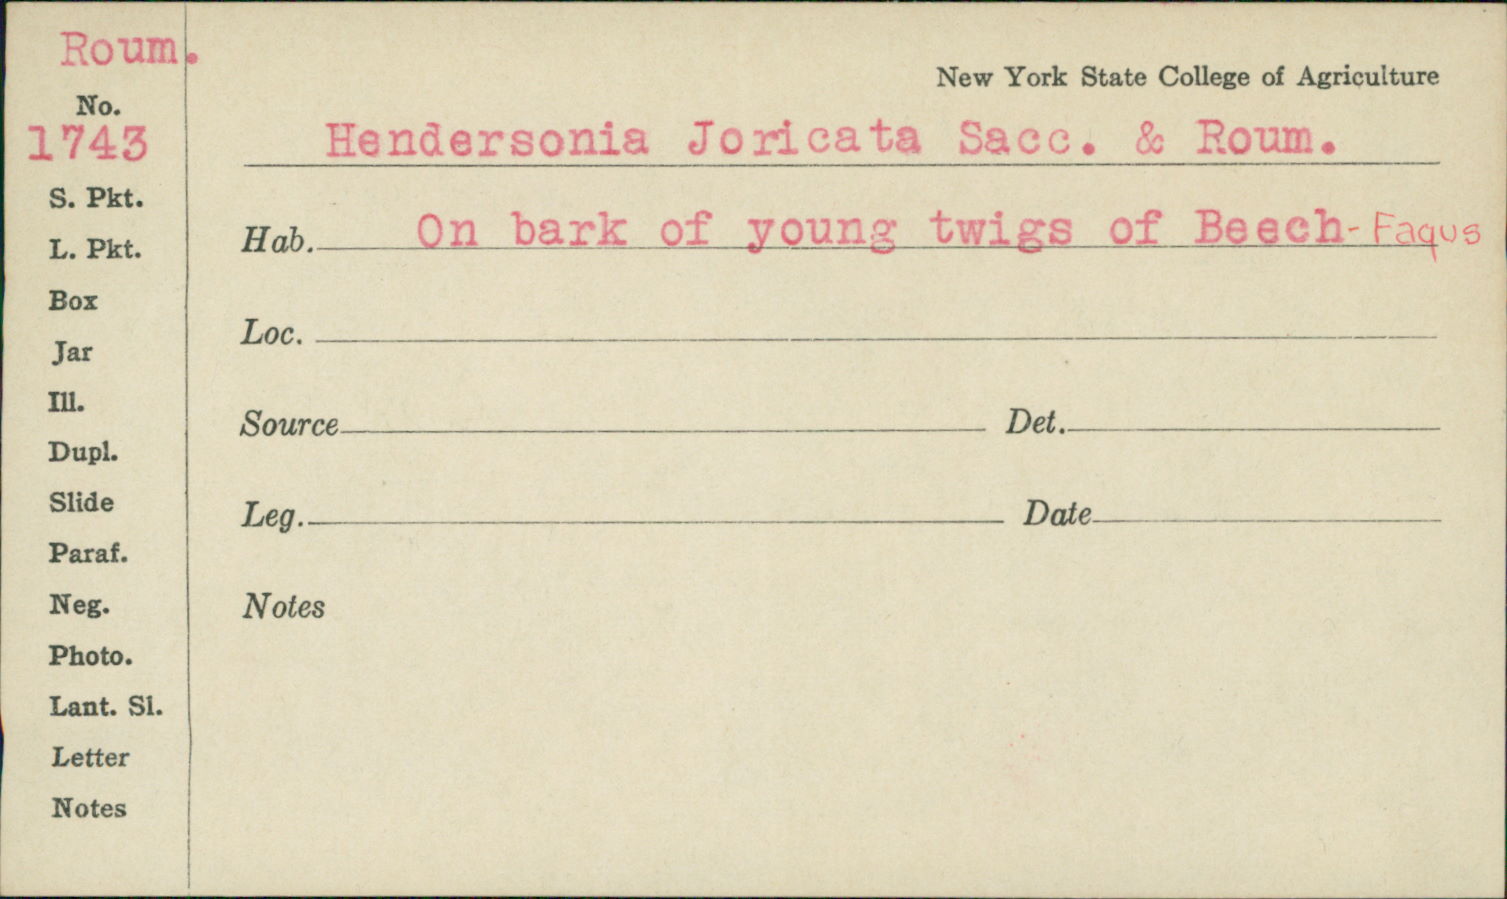 Roum.
New York State College of Agriculture
No.
1743
Hendersonia Joricata Sacc. & Roum.
S. Pkt.
Hab. On bark of young twigs of Beech - Fagus
L. Pkt.
Box
Loc.
Jar
Ill.
Source Det.
Dupl.
Slide
Leg. Date
Paraf.
Neg.
Notes
Photo.
Lant. Sl.
Letter
Notes